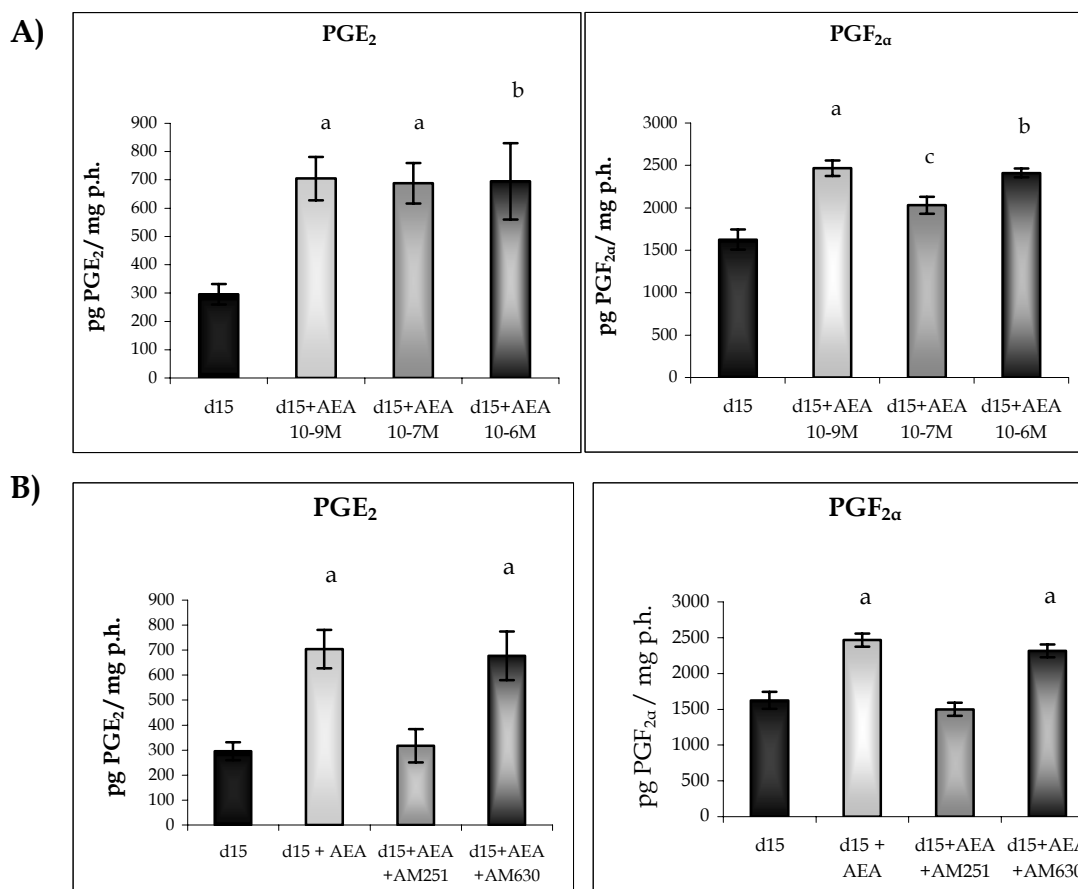 A)
PGE₂
pg PGE₂/ mg p.h.
900
800
700
600
500
400
300
200
100
0
a
a
b
d15
d15+AEA
10-9M
d15+AEA
10-7M
d15+AEA
10-6M
PGF₂α
pg PGF₂α/ mg p.h.
3000
2500
2000
1500
1000
500
0
a
c
b
d15
d15+AEA
10-9M
d15+AEA
10-7M
d15+AEA
10-6M
B)
PGE₂
pg PGE₂/ mg p.h.
900
800
700
600
500
400
300
200
100
0
a
a
d15
d15 + AEA
d15+AEA
+AM251
d15+AEA
+AM630
PGF₂α
pg PGF₂α / mg p.h.
3000
2500
2000
1500
1000
500
0
a
a
d15
d15 +
AEA
d15+AEA
+AM251
d15+AEA
+AM630